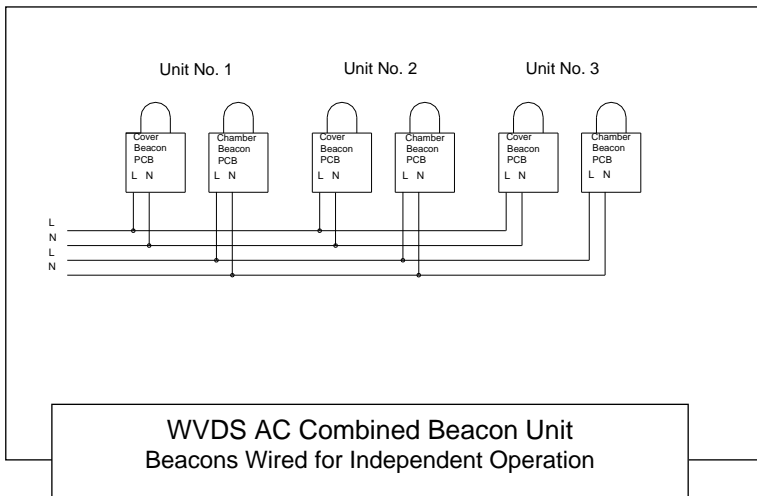 Unit No. 1 Unit No. 2 Unit No. 3
Cover Beacon PCB
L N
Chamber Beacon PCB
L N
Cover Beacon PCB
L N
Chamber Beacon PCB
L N
Cover Beacon PCB
L N
Chamber Beacon PCB
L N
L
N
L
N
WVDS AC Combined Beacon Unit
Beacons Wired for Independent Operation